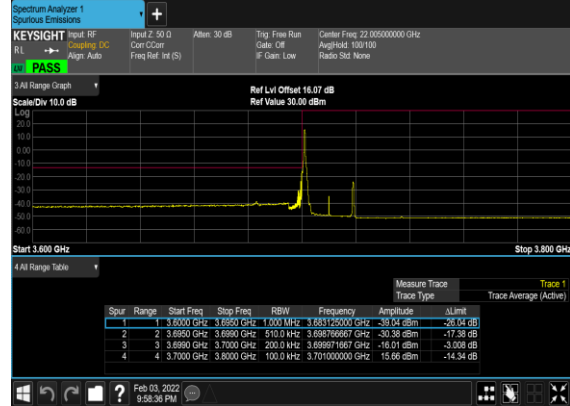 Spectrum Analyzer 1
Spurious Emissions
+
KEYSIGHT Input: RF Input Z: 50 Ω Atten: 30 dB Trig: Free Run Center Freq: 22.005000000 GHz
RL Coupling: DC Corr CCorr Gate: Off Avg|Hold: 100/100
Align: Auto Freq Ref: Int (S) IF Gain: Low Radio Std: None
PASS
3 All Range Graph
Ref Lvl Offset 16.07 dB
Scale/Div 10.0 dB Ref Value 30.00 dBm
Log
20.0
10.0
0.00
-10.0
-20.0
-30.0
-40.0
-50.0
-60.0
Start 3.600 GHz Stop 3.800 GHz
4 All Range Table
Measure Trace Trace 1
Trace Type Trace Average (Active)
Spur Range Start Freq Stop Freq RBW Frequency Amplitude ΔLimit
1 1 3.6000 GHz 3.6950 GHz 1.000 MHz 3.683125000 GHz -39.04 dBm -26.04 dB
2 2 3.6950 GHz 3.6990 GHz 510.0 kHz 3.698766667 GHz -30.38 dBm -17.38 dB
3 3 3.6990 GHz 3.7000 GHz 200.0 kHz 3.699971667 GHz -16.01 dBm -3.008 dB
4 4 3.7000 GHz 3.8000 GHz 100.0 kHz 3.701000000 GHz 15.66 dBm -14.34 dB
? Feb 03, 2022
9:58:36 PM